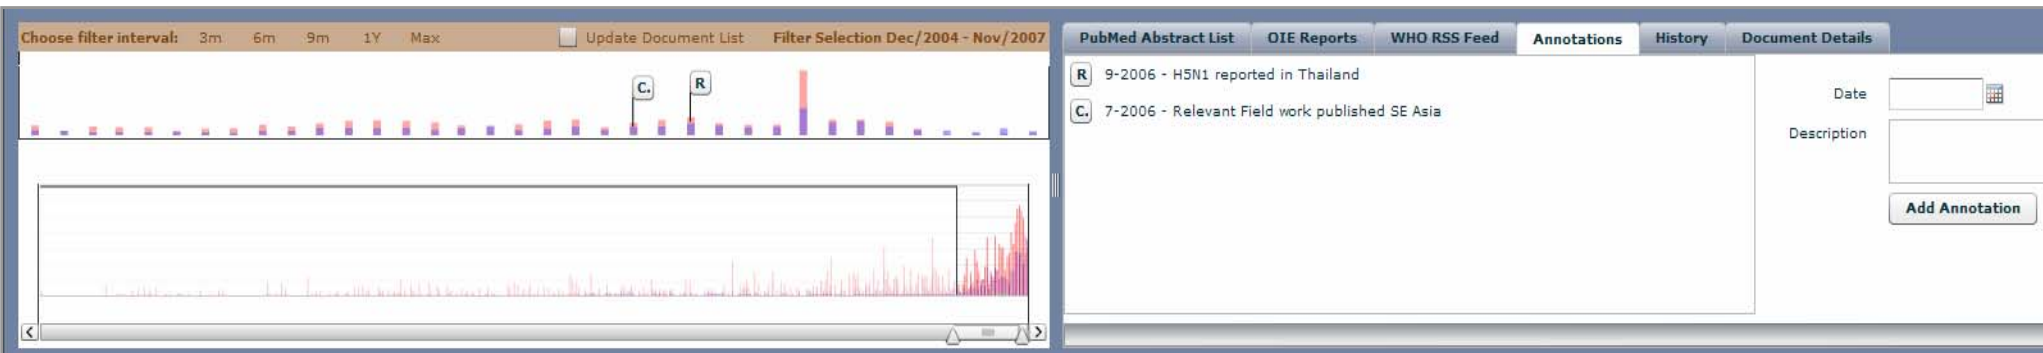 Choose filter interval: 3m 6m 9m 1Y Max Update Document List Filter Selection Dec/2004 - Nov/2007
C. R
PubMed Abstract List OIE Reports WHO RSS Feed Annotations History Document Details
R 9-2006 - H5N1 reported in Thailand
C. 7-2006 - Relevant Field work published SE Asia
Date
Description
Add Annotation